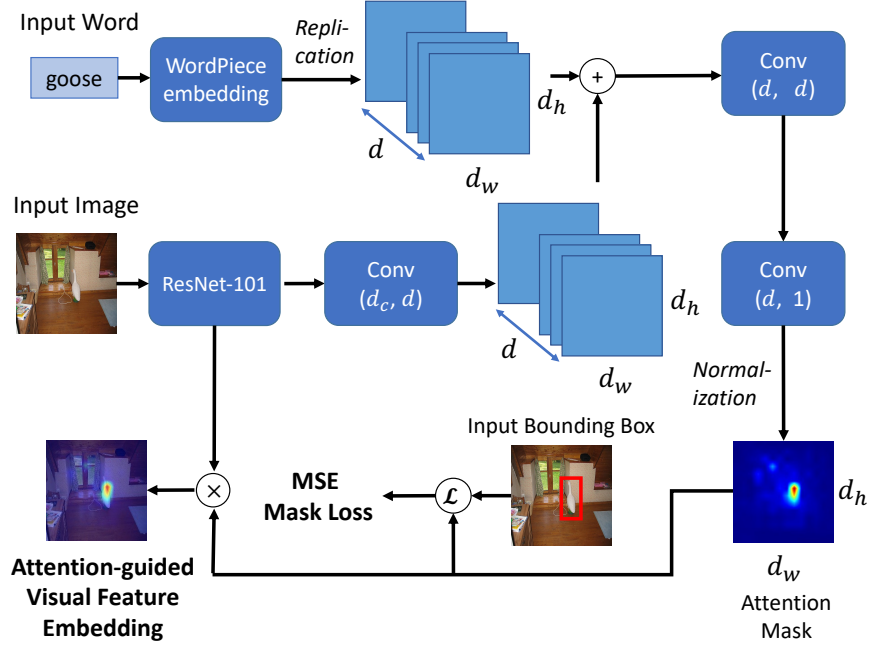 Input Word
goose
WordPiece
embedding
Repli-
cation
d
d_w
d_h
+
Conv
(d, d)
Input Image
ResNet-101
Conv
(d_c, d)
d
d_w
d_h
Conv
(d, 1)
Normal-
ization
Input Bounding Box
MSE
Mask Loss
ℒ
×
Attention-guided
Visual Feature
Embedding
d_h
d_w
Attention
Mask